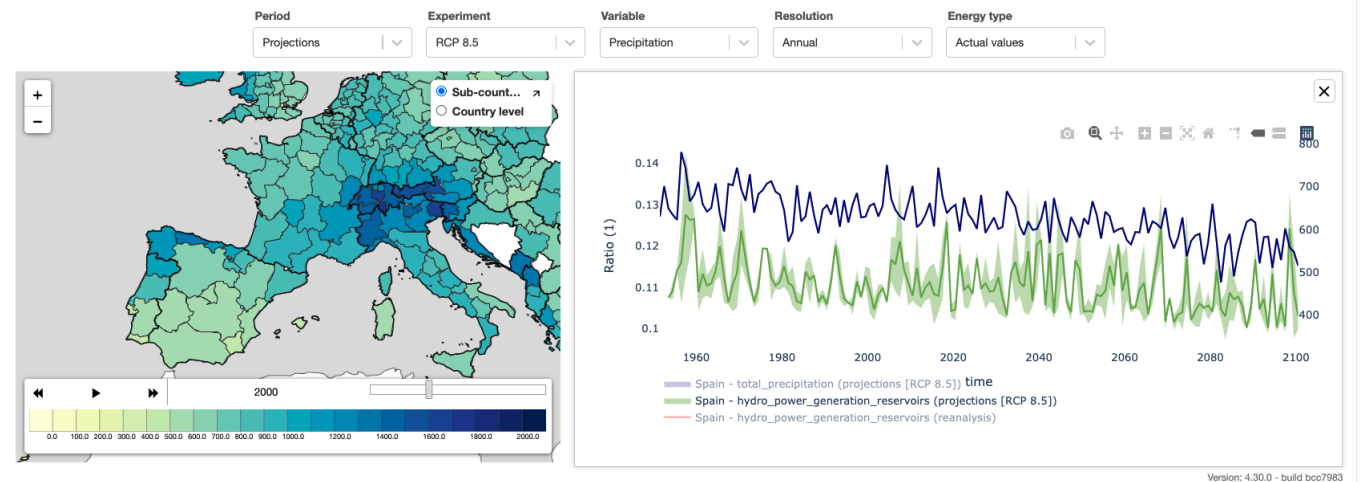 Period Experiment Variable Resolution Energy type
Projections RCP 8.5 Precipitation Annual Actual values
+
−
Sub-count...
Country level
2000
0.0 100.0 200.0 300.0 400.0 500.0 600.0 700.0 800.0 900.0 1000.0 1200.0 1400.0 1600.0 1800.0 2000.0
800
0.14
700
0.13
600
0.12
500
0.11
400
0.1
Ratio (1)
1960 1980 2000 2020 2040 2060 2080 2100
time
Spain - total_precipitation (projections [RCP 8.5])
Spain - hydro_power_generation_reservoirs (projections [RCP 8.5])
Spain - hydro_power_generation_reservoirs (reanalysis)
Version: 4.30.0 - build bcc7983